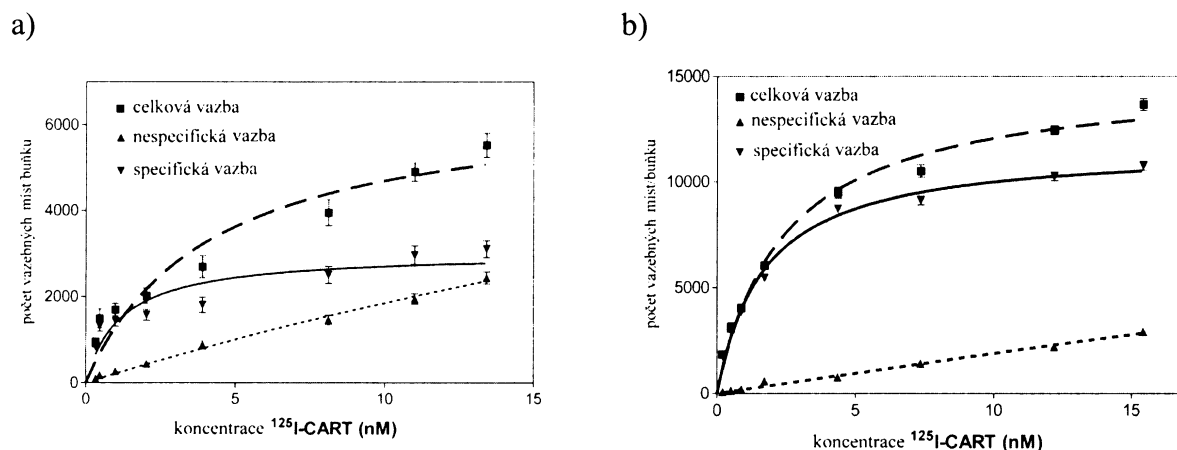 a)
počet vazebných míst/buňku
6000
4000
2000
0
celková vazba
nespecifická vazba
specifická vazba
0
5
10
15
koncentrace ¹²⁵I-CART (nM)
b)
počet vazebných míst/buňku
15000
10000
5000
0
celková vazba
nespecifická vazba
specifická vazba
0
5
10
15
koncentrace ¹²⁵I-CART (nM)